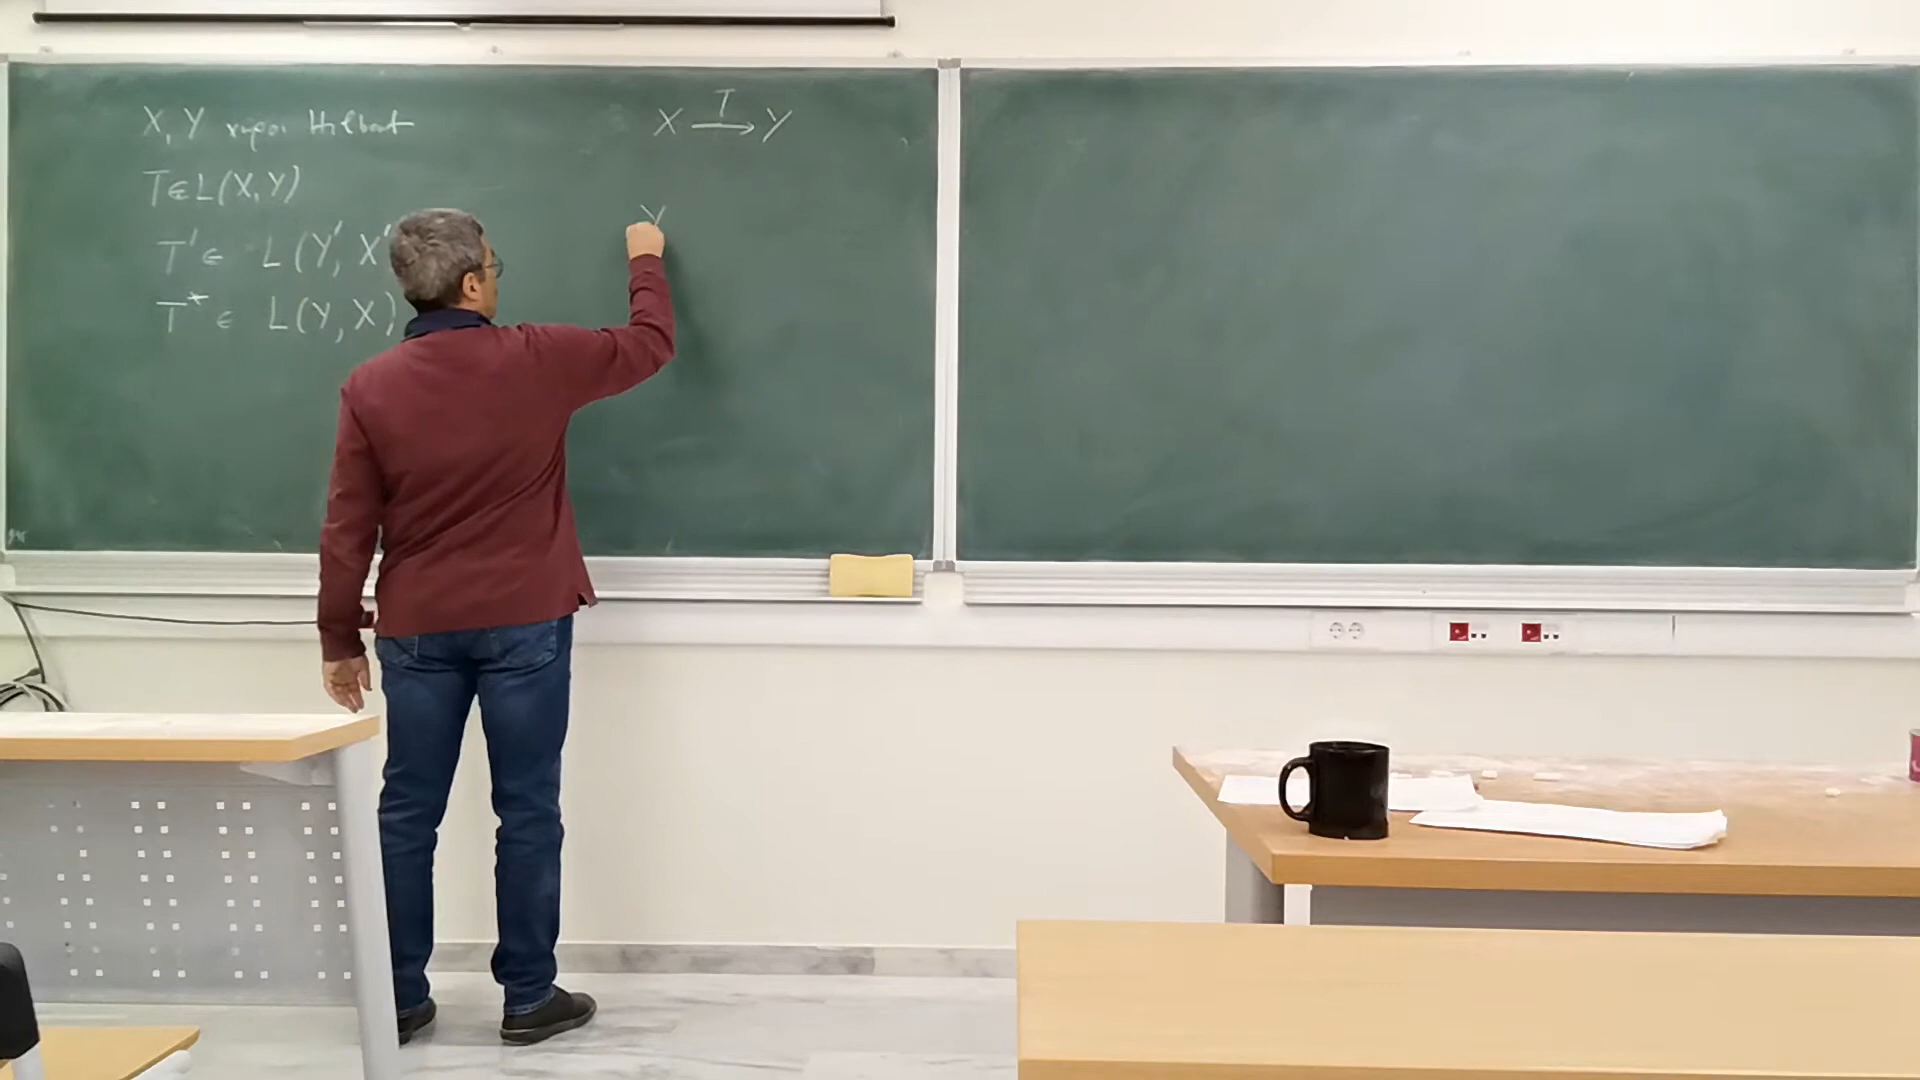 X, Y χώροι Hilbert
T ∈ L(X, Y)
T' ∈ L(Y', X'
T* ∈ L(Y, X)
X T→ Y
Y